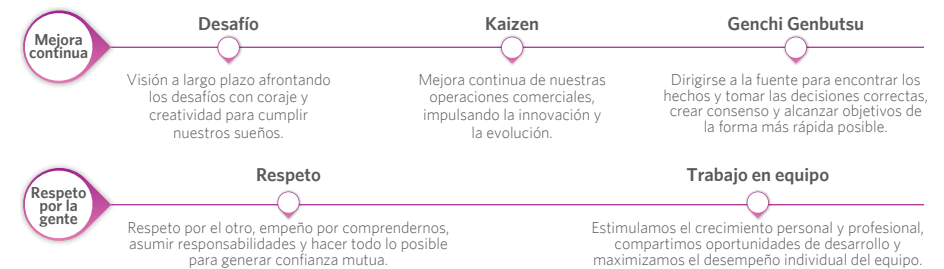 Mejora
continua
Desafío
Visión a largo plazo afrontando
los desafíos con coraje y
creatividad para cumplir
nuestros sueños.
Kaizen
Mejora continua de nuestras
operaciones comerciales,
impulsando la innovación y
la evolución.
Genchi Genbutsu
Dirigirse a la fuente para encontrar los
hechos y tomar las decisiones correctas,
crear consenso y alcanzar objetivos de
la forma más rápida posible.
Respeto
por la
gente
Respeto
Respeto por el otro, empeño por comprendernos,
asumir responsabilidades y hacer todo lo posible
para generar confianza mutua.
Trabajo en equipo
Estimulamos el crecimiento personal y profesional,
compartimos oportunidades de desarrollo y
maximizamos el desempeño individual del equipo.